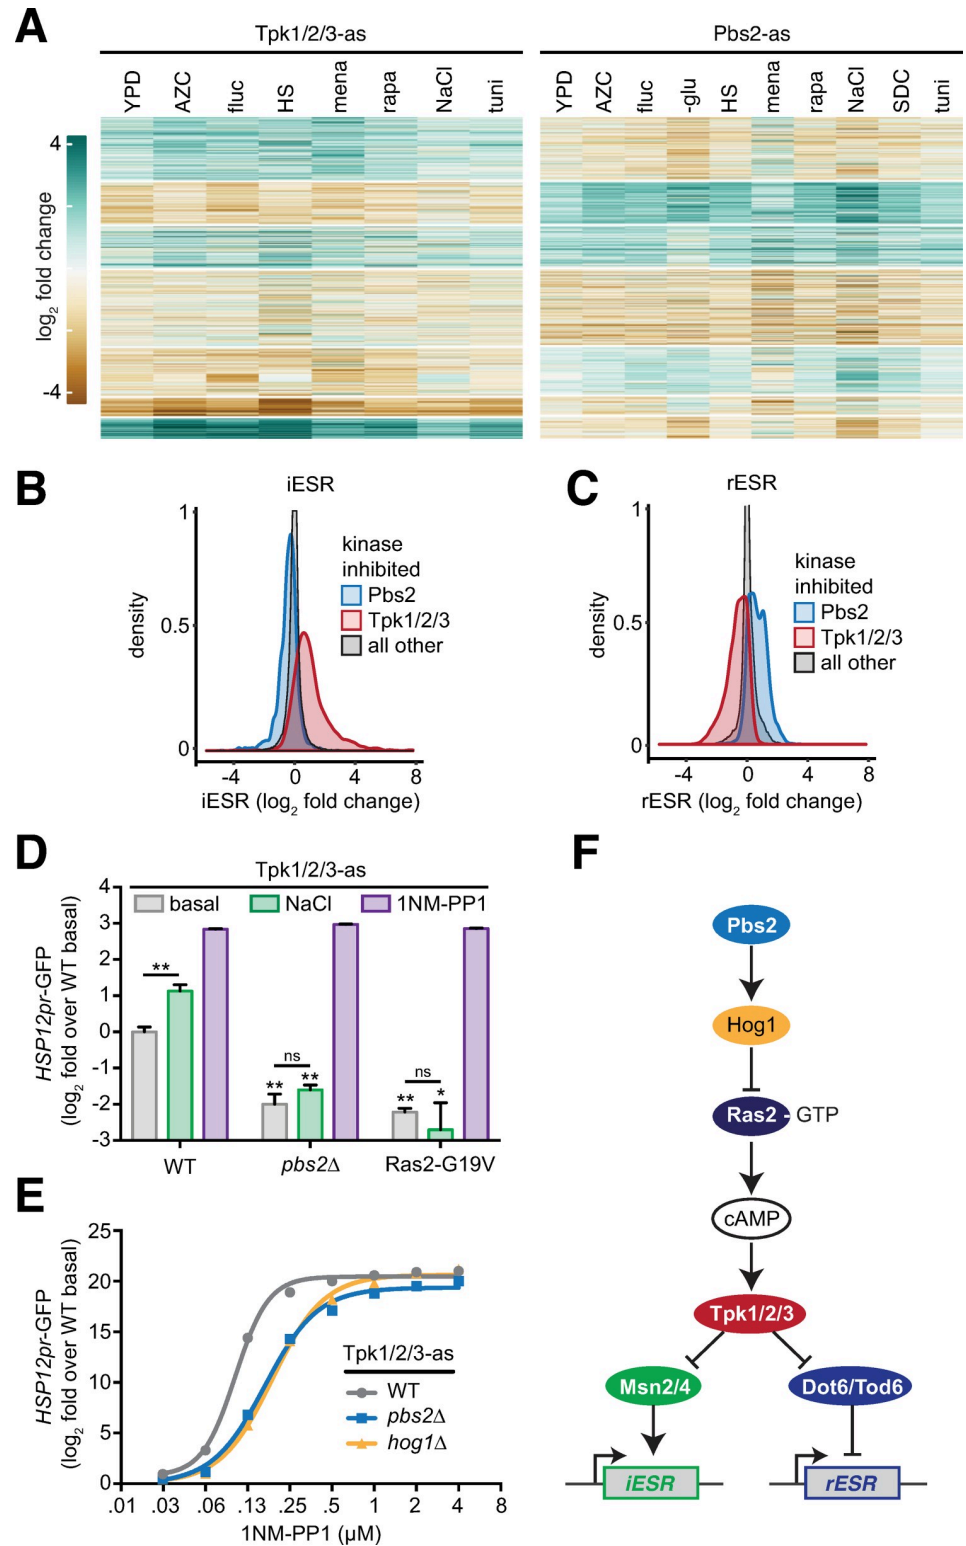 A
Tpk1/2/3-as
Pbs2-as
YPD
AZC
fluc
HS
mena
rapa
NaCl
tuni
YPD
AZC
fluc
-glu
HS
mena
rapa
NaCl
SDC
tuni
4
log2 fold change
-4
B
iESR
1
0.5
0
density
kinase
inhibited
Pbs2
Tpk1/2/3
all other
-4 0 4 8
iESR (log2 fold change)
C
rESR
1
0.5
0
density
kinase
inhibited
Pbs2
Tpk1/2/3
all other
-4 0 4 8
rESR (log2 fold change)
D
Tpk1/2/3-as
basal NaCl 1NM-PP1
HSP12pr-GFP
(log2 fold over WT basal)
4
3
2
1
0
-1
-2
-3
**
ns
** **
ns
** *
WT pbs2Δ Ras2-G19V
E
HSP12pr-GFP
(log2 fold over WT basal)
25
20
15
10
5
0
Tpk1/2/3-as
WT
pbs2Δ
hog1Δ
.01 .03 .06 .13 .25 .5 1 2 4 8
1NM-PP1 (µM)
F
Pbs2
Hog1
Ras2 - GTP
cAMP
Tpk1/2/3
Msn2/4
Dot6/Tod6
iESR
rESR